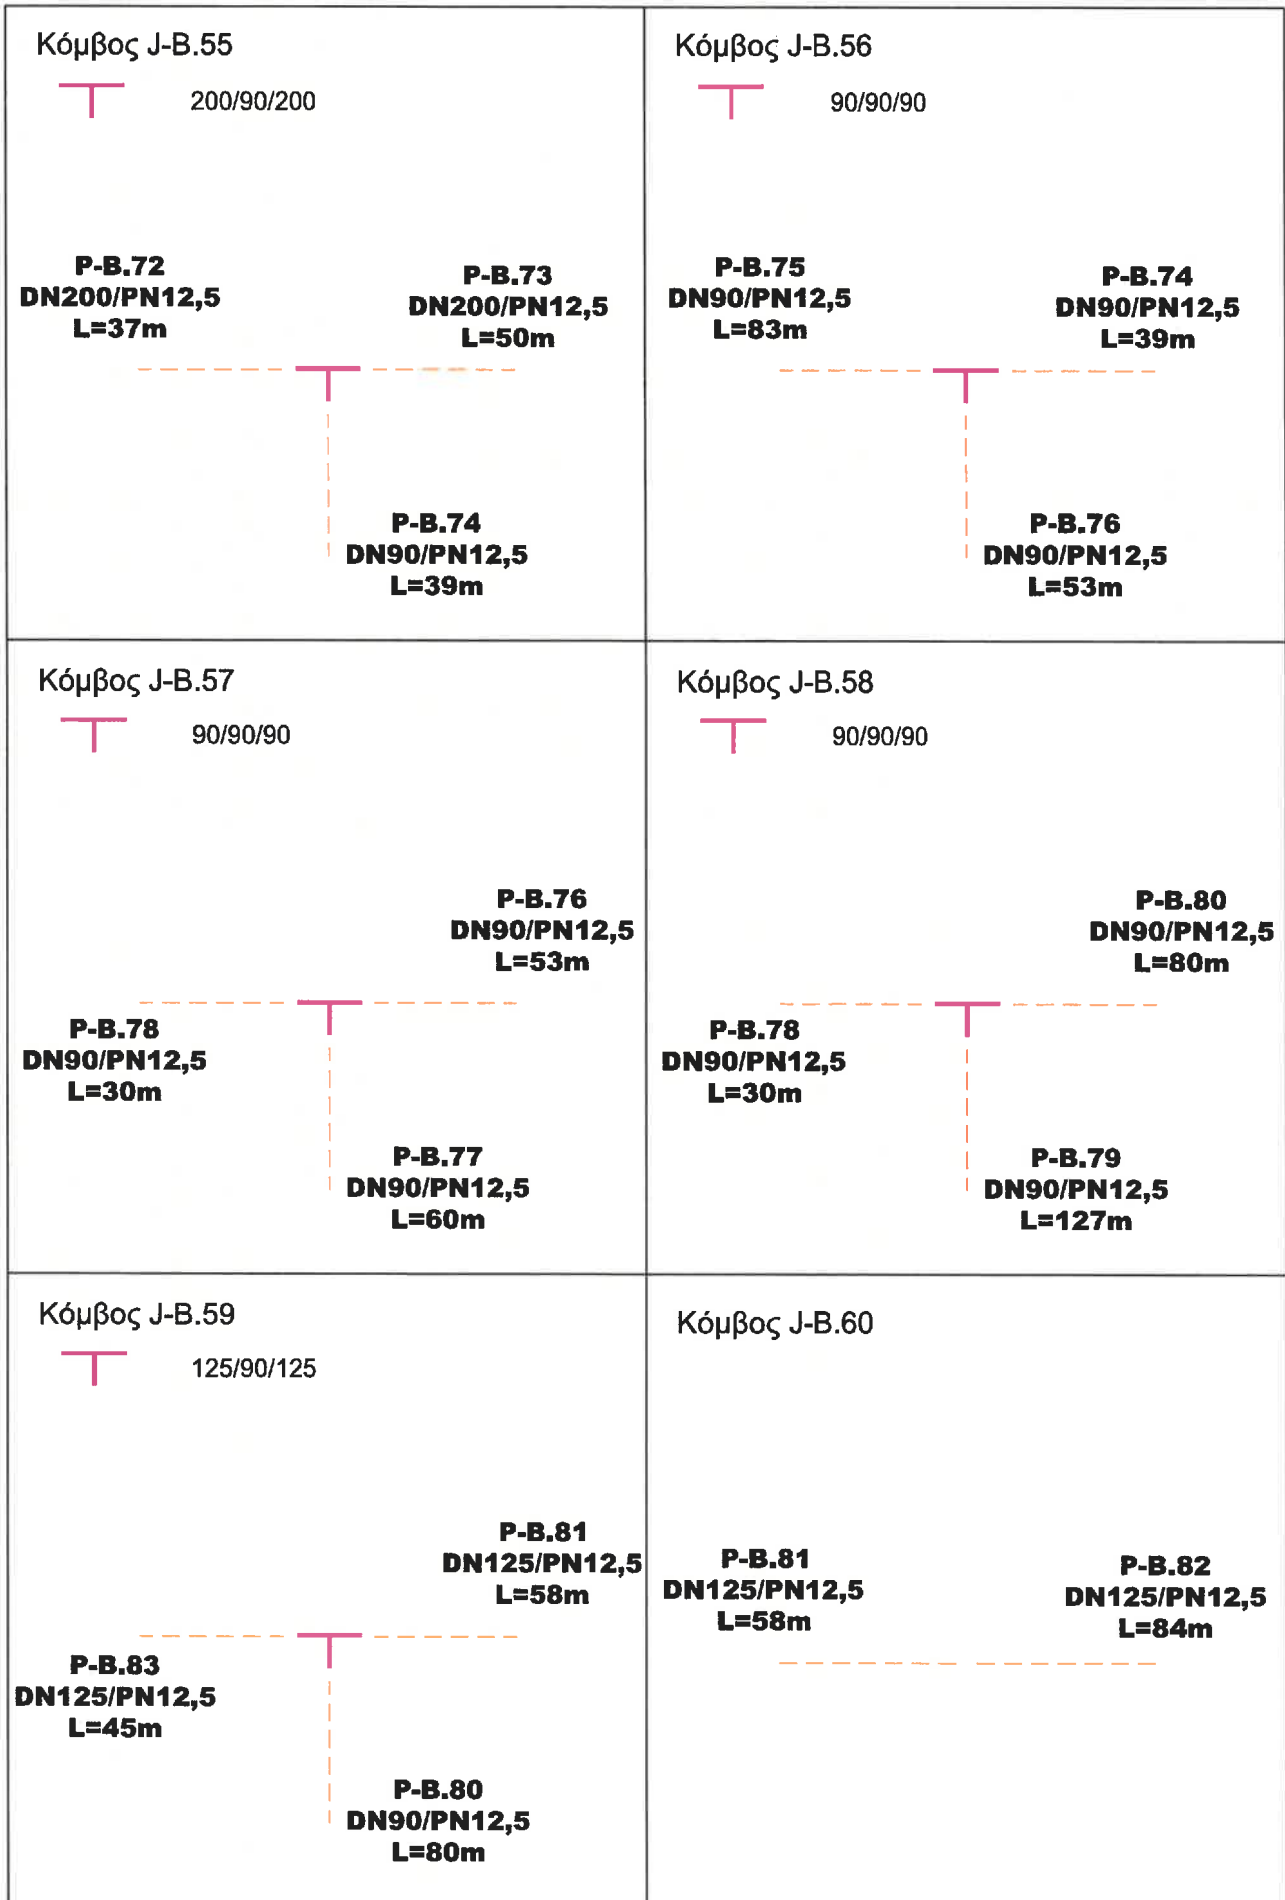 Κόμβος J-B.55
200/90/200
P-B.72
DN200/PN12,5
L=37m
P-B.73
DN200/PN12,5
L=50m
P-B.74
DN90/PN12,5
L=39m
Κόμβος J-B.56
90/90/90
P-B.75
DN90/PN12,5
L=83m
P-B.74
DN90/PN12,5
L=39m
P-B.76
DN90/PN12,5
L=53m
Κόμβος J-B.57
90/90/90
P-B.76
DN90/PN12,5
L=53m
P-B.78
DN90/PN12,5
L=30m
P-B.77
DN90/PN12,5
L=60m
Κόμβος J-B.58
90/90/90
P-B.80
DN90/PN12,5
L=80m
P-B.78
DN90/PN12,5
L=30m
P-B.79
DN90/PN12,5
L=127m
Κόμβος J-B.59
125/90/125
P-B.81
DN125/PN12,5
L=58m
P-B.83
DN125/PN12,5
L=45m
P-B.80
DN90/PN12,5
L=80m
Κόμβος J-B.60
P-B.81
DN125/PN12,5
L=58m
P-B.82
DN125/PN12,5
L=84m